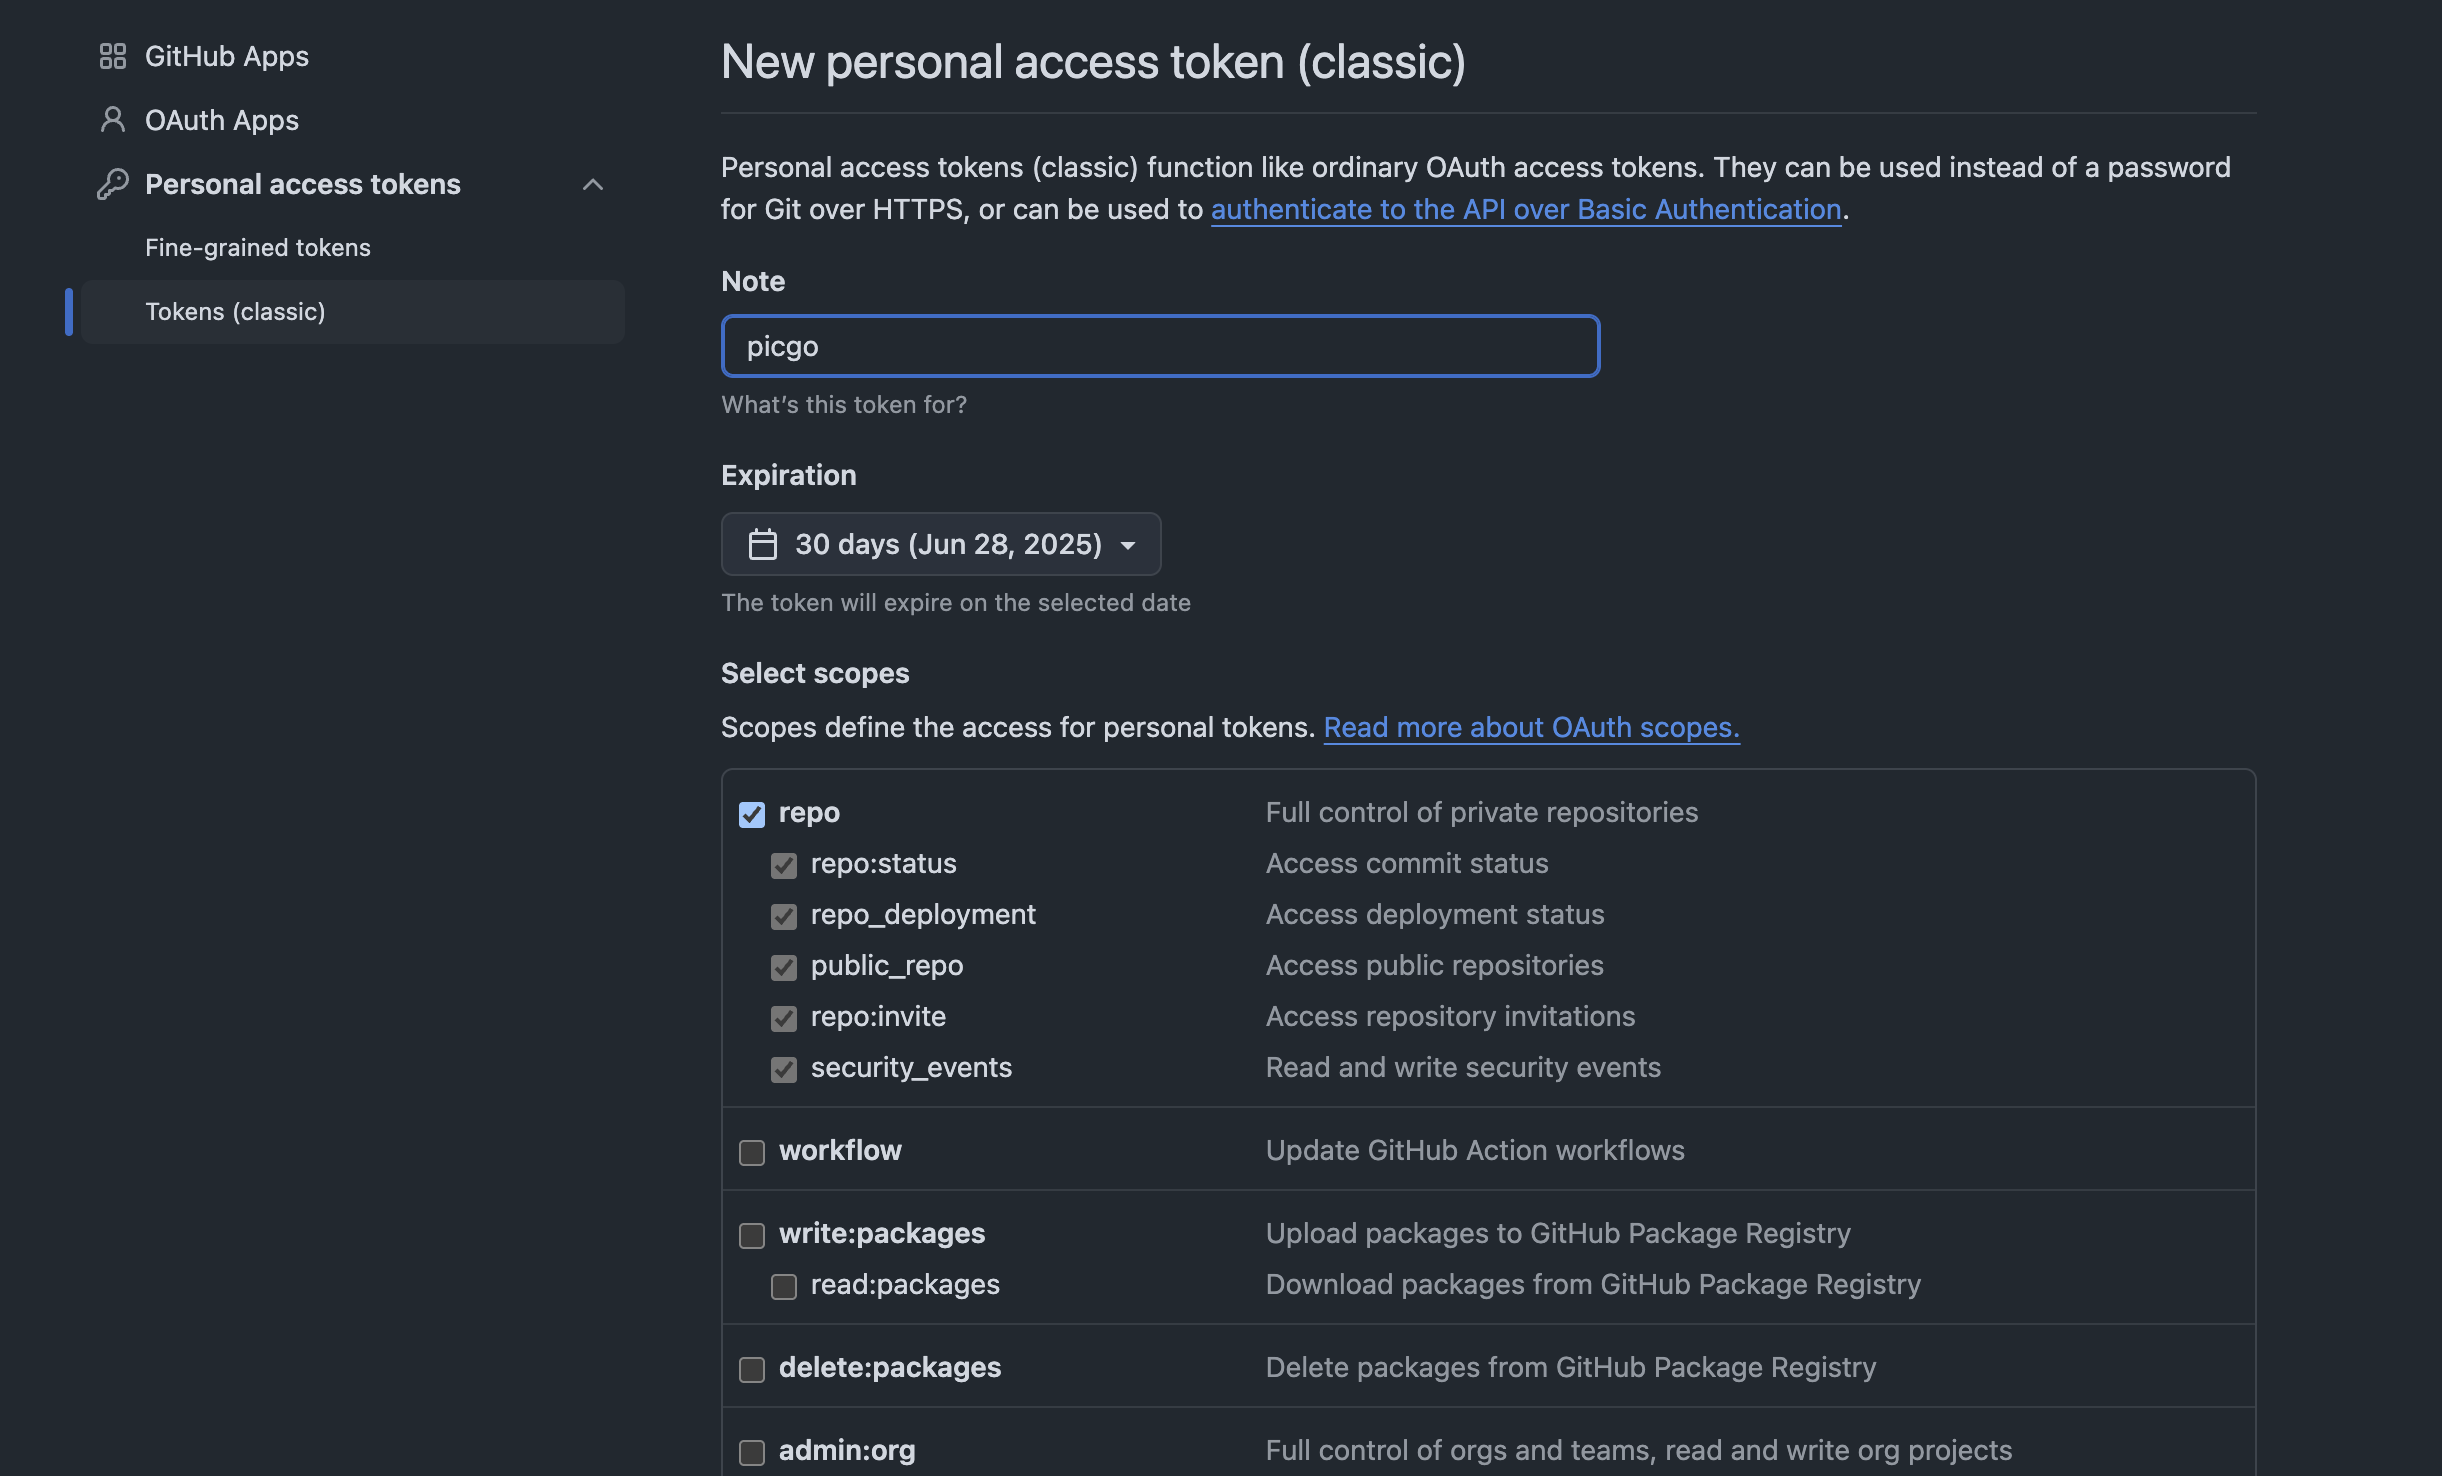 GitHub Apps
OAuth Apps
Personal access tokens
Fine-grained tokens
Tokens (classic)
New personal access token (classic)
Personal access tokens (classic) function like ordinary OAuth access tokens. They can be used instead of a password
for Git over HTTPS, or can be used to authenticate to the API over Basic Authentication.
Note
picgo
What's this token for?
Expiration
30 days (Jun 28, 2025)
The token will expire on the selected date
Select scopes
Scopes define the access for personal tokens. Read more about OAuth scopes.
repo Full control of private repositories
repo:status Access commit status
repo_deployment Access deployment status
public_repo Access public repositories
repo:invite Access repository invitations
security_events Read and write security events
workflow Update GitHub Action workflows
write:packages Upload packages to GitHub Package Registry
read:packages Download packages from GitHub Package Registry
delete:packages Delete packages from GitHub Package Registry
admin:org Full control of orgs and teams, read and write org projects